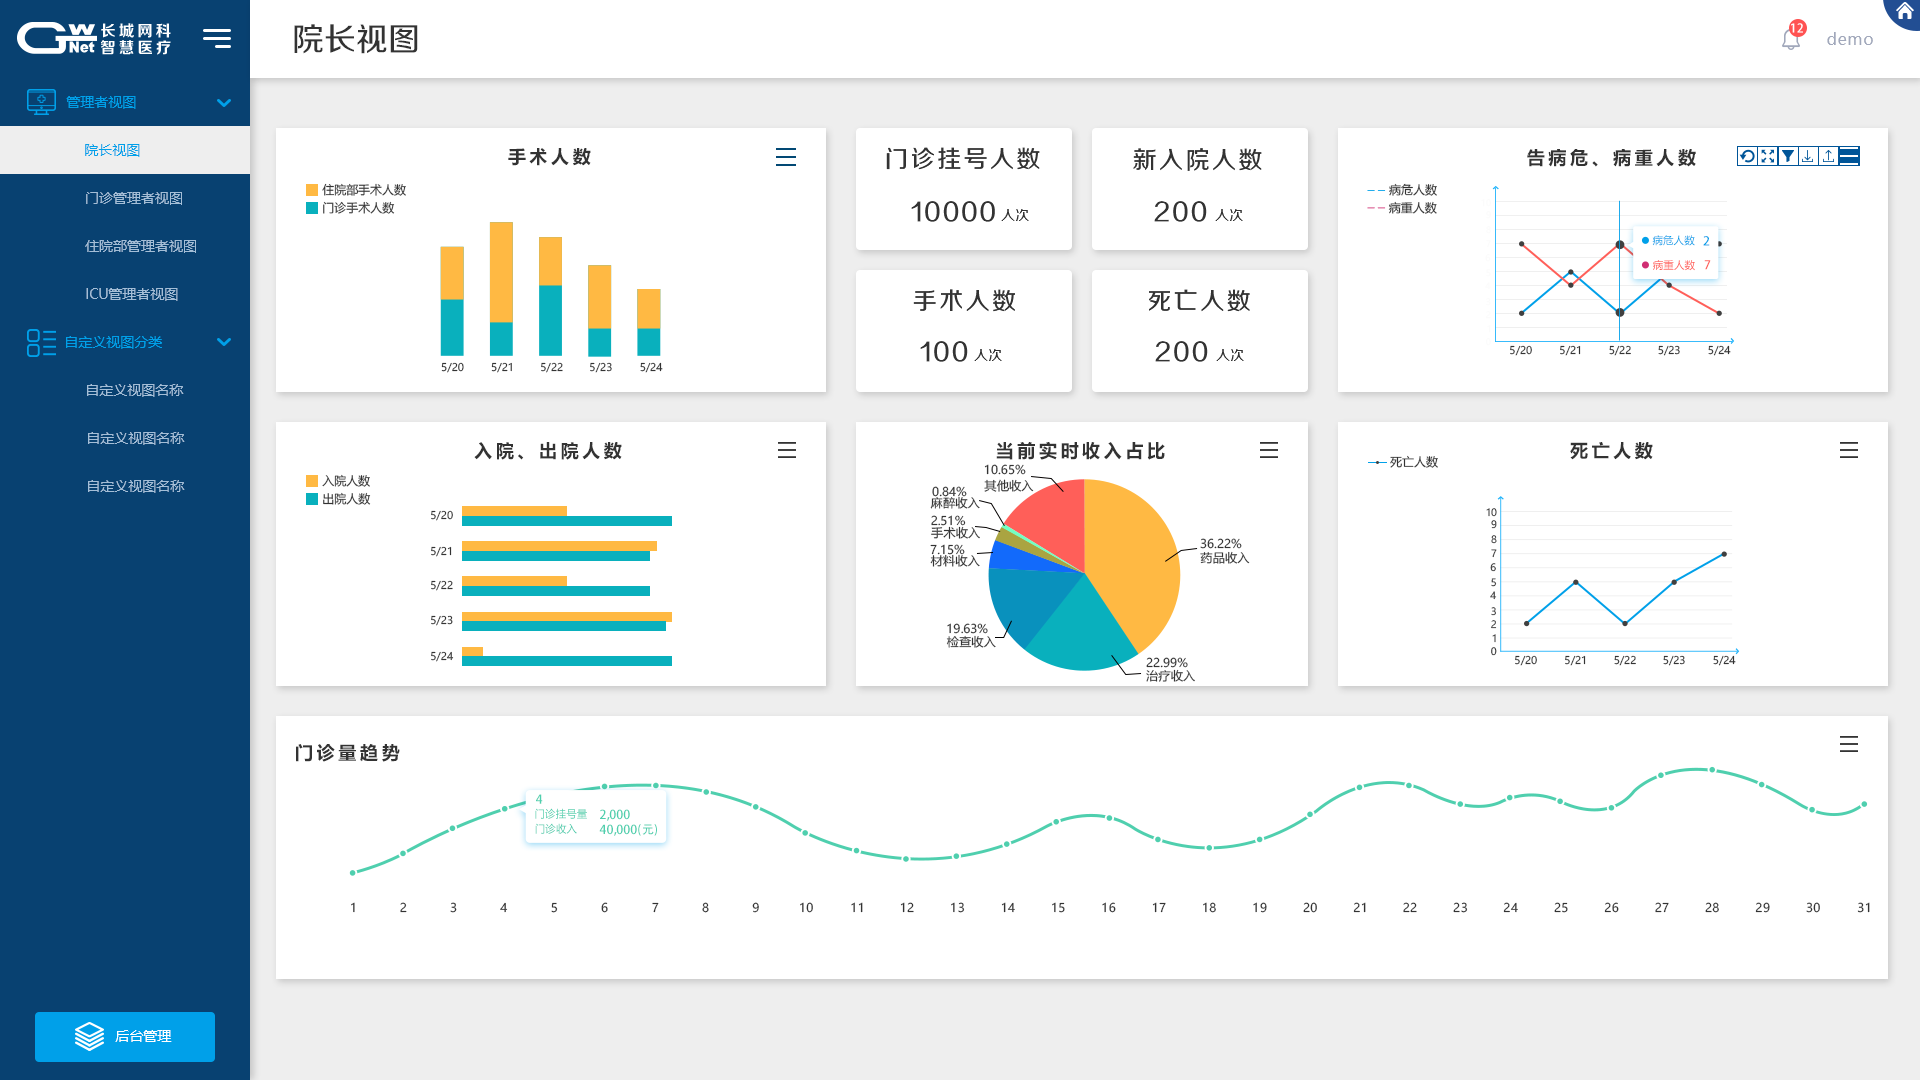 GwNet 长城网科
智慧医疗
管理者视图
院长视图
门诊管理者视图
住院部管理者视图
ICU管理者视图
自定义视图分类
自定义视图名称
自定义视图名称
自定义视图名称
后台管理
院长视图
12
demo
手术人数
住院部手术人数
门诊手术人数
5/20 5/21 5/22 5/23 5/24
门诊挂号人数
10000 人次
新入院人数
200 人次
手术人数
100 人次
死亡人数
200 人次
告病危、病重人数
病危人数
病重人数
病危人数 2
病重人数 7
5/20 5/21 5/22 5/23 5/24
入院、出院人数
入院人数
出院人数
5/20
5/21
5/22
5/23
5/24
当前实时收入占比
10.65%
其他收入
0.84%
麻醉收入
2.51%
手术收入
7.15%
材料收入
19.63%
检查收入
36.22%
药品收入
22.99%
治疗收入
死亡人数
死亡人数
10
9
8
7
6
5
4
3
2
1
0
5/20 5/21 5/22 5/23 5/24
门诊量趋势
4
门诊挂号量 2,000
门诊收入 40,000(元)
1 2 3 4 5 6 7 8 9 10 11 12 13 14 15 16 17 18 19 20 21 22 23 24 25 26 27 28 29 30 31